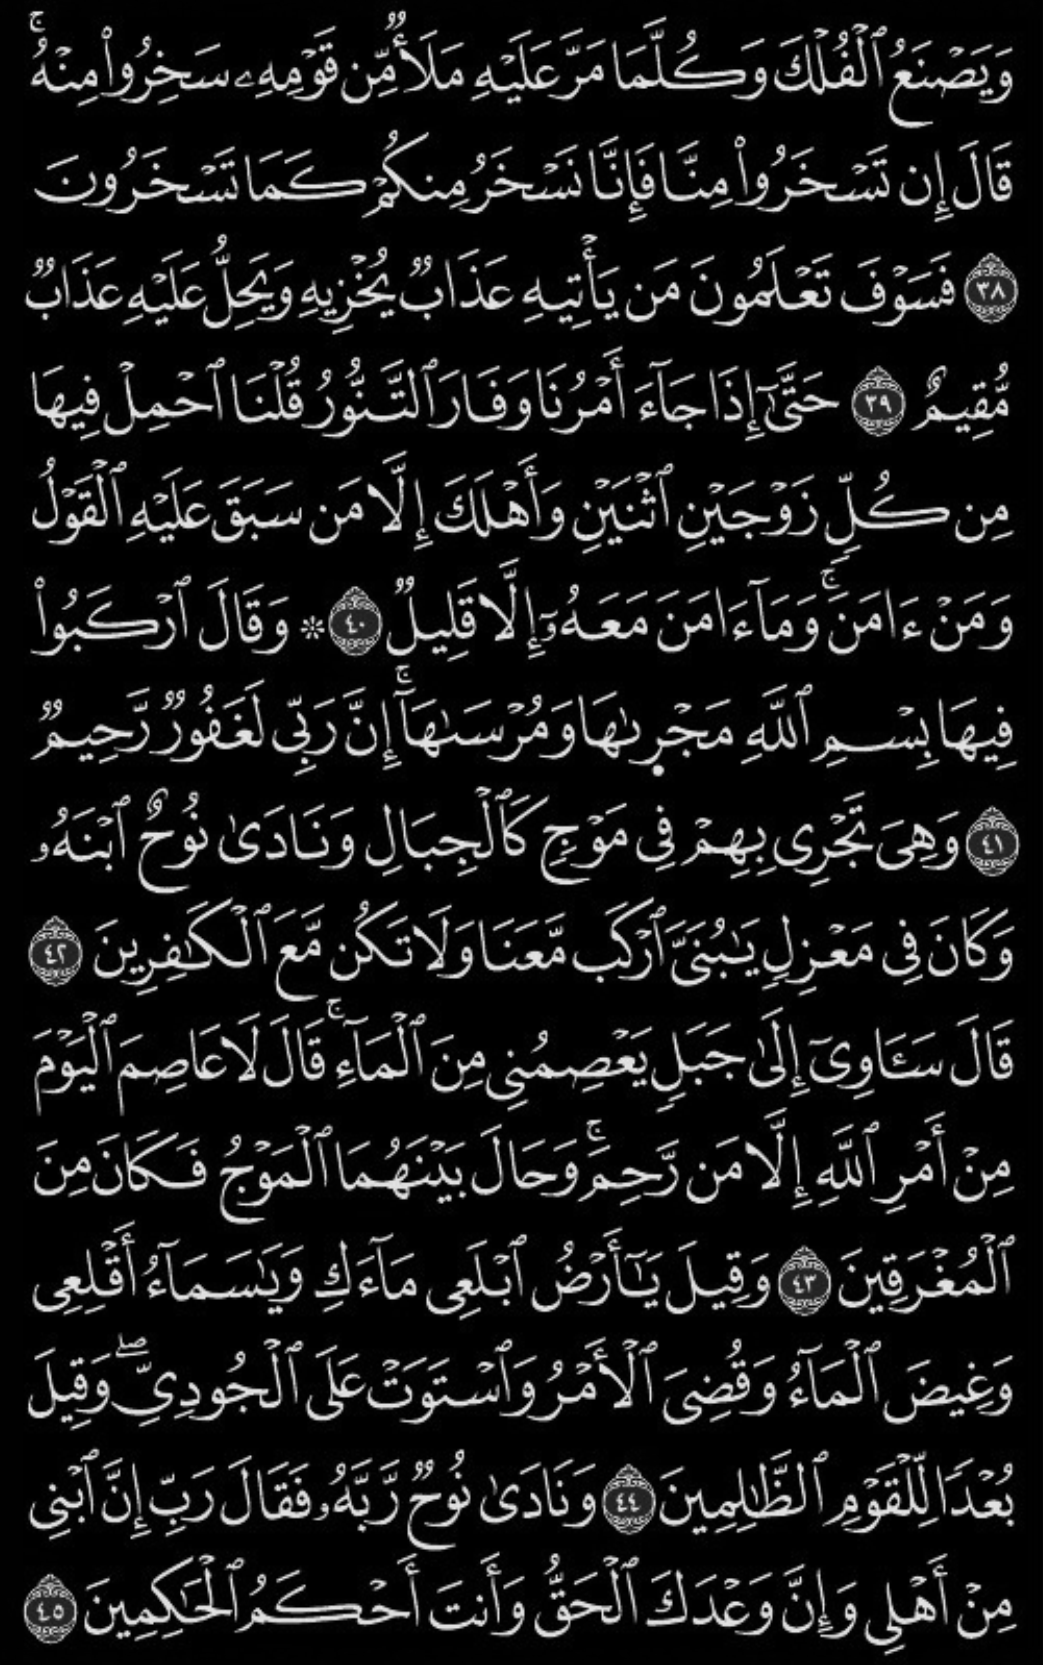 وَيَصۡنَعُ ٱلۡفُلۡكَ وَكُلَّمَا مَرَّ عَلَيۡهِ مَلَأٞ مِّن قَوۡمِهِۦ سَخِرُواْ مِنۡهُۚ
قَالَ إِن تَسۡخَرُواْ مِنَّا فَإِنَّا نَسۡخَرُ مِنكُمۡ كَمَا تَسۡخَرُونَ
٣٨ فَسَوۡفَ تَعۡلَمُونَ مَن يَأۡتِيهِ عَذَابٞ يُخۡزِيهِ وَيَحِلُّ عَلَيۡهِ عَذَابٞ
مُّقِيمٌ ٣٩ حَتَّىٰٓ إِذَا جَآءَ أَمۡرُنَا وَفَارَ ٱلتَّنُّورُ قُلۡنَا ٱحۡمِلۡ فِيهَا
مِن كُلّٖ زَوۡجَيۡنِ ٱثۡنَيۡنِ وَأَهۡلَكَ إِلَّا مَن سَبَقَ عَلَيۡهِ ٱلۡقَوۡلُ
وَمَنۡ ءَامَنَۚ وَمَآ ءَامَنَ مَعَهُۥٓ إِلَّا قَلِيلٞ ٤٠ ۞ وَقَالَ ٱرۡكَبُواْ
فِيهَا بِسۡمِ ٱللَّهِ مَجۡر۪ىٰهَا وَمُرۡسَىٰهَآۚ إِنَّ رَبِّي لَغَفُورٞ رَّحِيمٞ
٤١ وَهِيَ تَجۡرِي بِهِمۡ فِي مَوۡجٖ كَٱلۡجِبَالِ وَنَادَىٰ نُوحٌ ٱبۡنَهُۥ
وَكَانَ فِي مَعۡزِلٖ يَٰبُنَيَّ ٱرۡكَب مَّعَنَا وَلَا تَكُن مَّعَ ٱلۡكَٰفِرِينَ ٤٢
قَالَ سَـَٔاوِيٓ إِلَىٰ جَبَلٖ يَعۡصِمُنِي مِنَ ٱلۡمَآءِۚ قَالَ لَا عَاصِمَ ٱلۡيَوۡمَ
مِنۡ أَمۡرِ ٱللَّهِ إِلَّا مَن رَّحِمَۚ وَحَالَ بَيۡنَهُمَا ٱلۡمَوۡجُ فَكَانَ مِنَ
ٱلۡمُغۡرَقِينَ ٤٣ وَقِيلَ يَٰٓأَرۡضُ ٱبۡلَعِي مَآءَكِ وَيَٰسَمَآءُ أَقۡلِعِي
وَغِيضَ ٱلۡمَآءُ وَقُضِيَ ٱلۡأَمۡرُ وَٱسۡتَوَتۡ عَلَى ٱلۡجُودِيِّۖ وَقِيلَ
بُعۡدٗا لِّلۡقَوۡمِ ٱلظَّٰلِمِينَ ٤٤ وَنَادَىٰ نُوحٞ رَّبَّهُۥ فَقَالَ رَبِّ إِنَّ ٱبۡنِي
مِنۡ أَهۡلِي وَإِنَّ وَعۡدَكَ ٱلۡحَقُّ وَأَنتَ أَحۡكَمُ ٱلۡحَٰكِمِينَ ٤٥